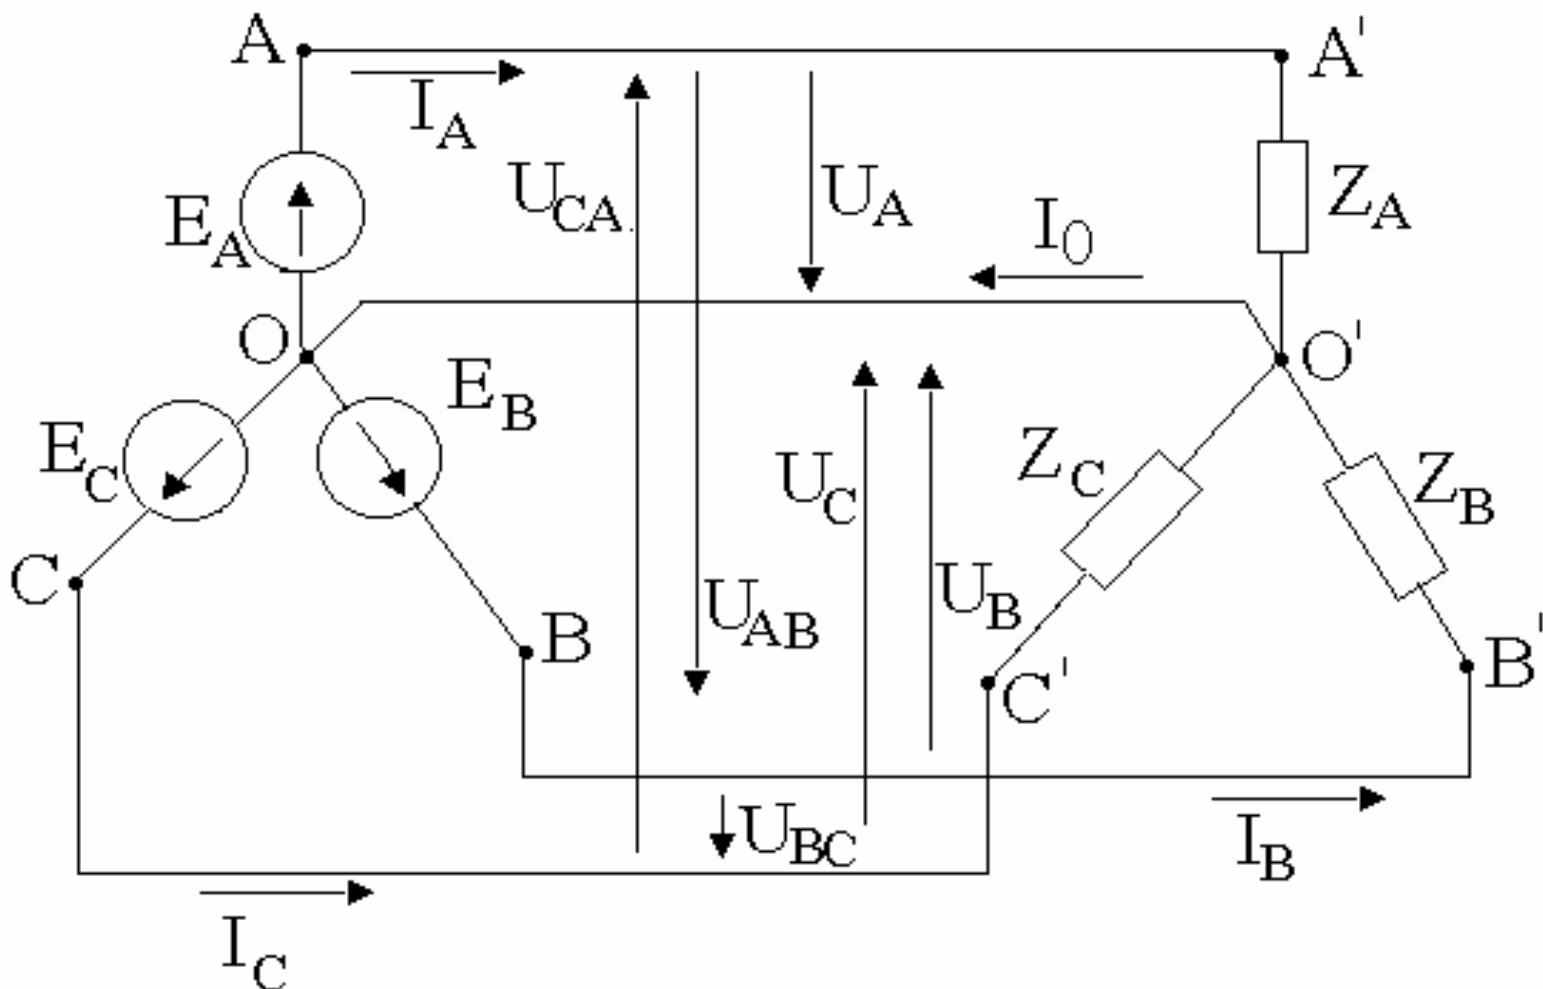 A
A'
I_A
U_CA
U_A
Z_A
E_A
I_0
O
O'
E_B
E_C
Z_C
Z_B
U_C
C
U_AB
U_B
B
B'
C'
U_BC
I_B
I_C